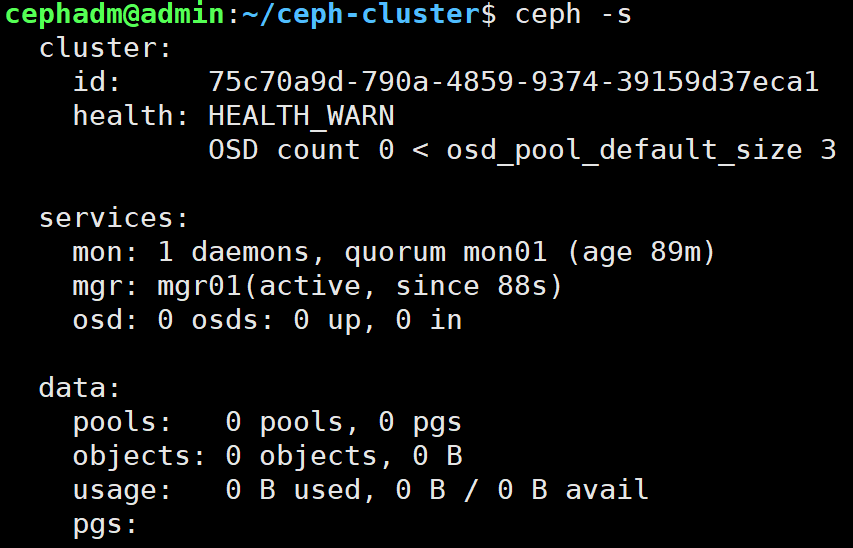 cephadm@admin:~/ceph-cluster$ ceph -s
  cluster:
    id:     75c70a9d-790a-4859-9374-39159d37eca1
    health: HEALTH_WARN
            OSD count 0 < osd_pool_default_size 3

  services:
    mon: 1 daemons, quorum mon01 (age 89m)
    mgr: mgr01(active, since 88s)
    osd: 0 osds: 0 up, 0 in

  data:
    pools:   0 pools, 0 pgs
    objects: 0 objects, 0 B
    usage:   0 B used, 0 B / 0 B avail
    pgs: